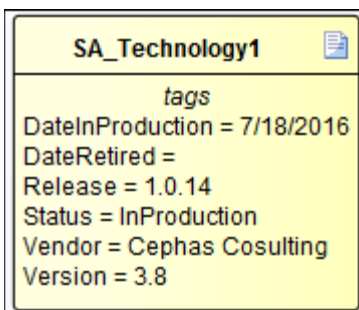 SA_Technology1
tags
DateInProduction = 7/18/2016
DateRetired =
Release = 1.0.14
Status = InProduction
Vendor = Cephas Cosulting
Version = 3.8